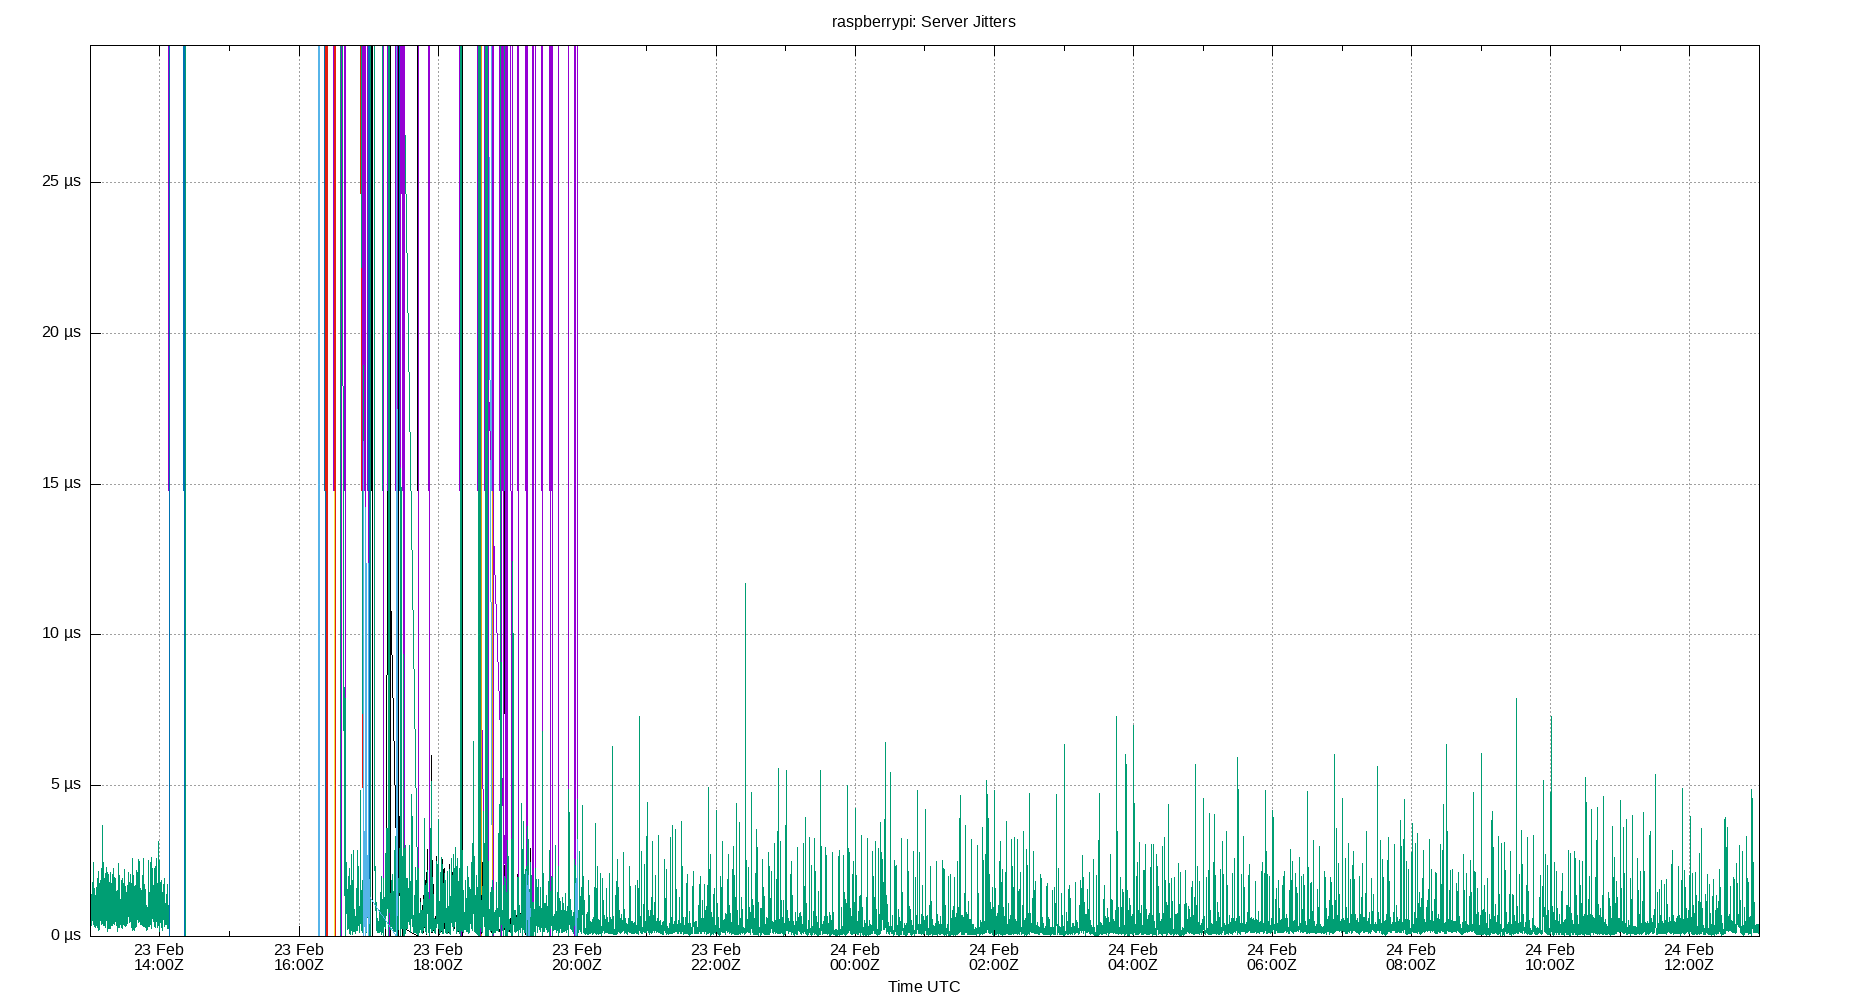 raspberrypi: Server Jitters
25 µs
20 µs
15 µs
10 µs
5 µs
0 µs
23 Feb 23 Feb 23 Feb 23 Feb 23 Feb 24 Feb 24 Feb 24 Feb 24 Feb 24 Feb 24 Feb 24 Feb
14:00Z 16:00Z 18:00Z 20:00Z 22:00Z 00:00Z 02:00Z 04:00Z 06:00Z 08:00Z 10:00Z 12:00Z
Time UTC